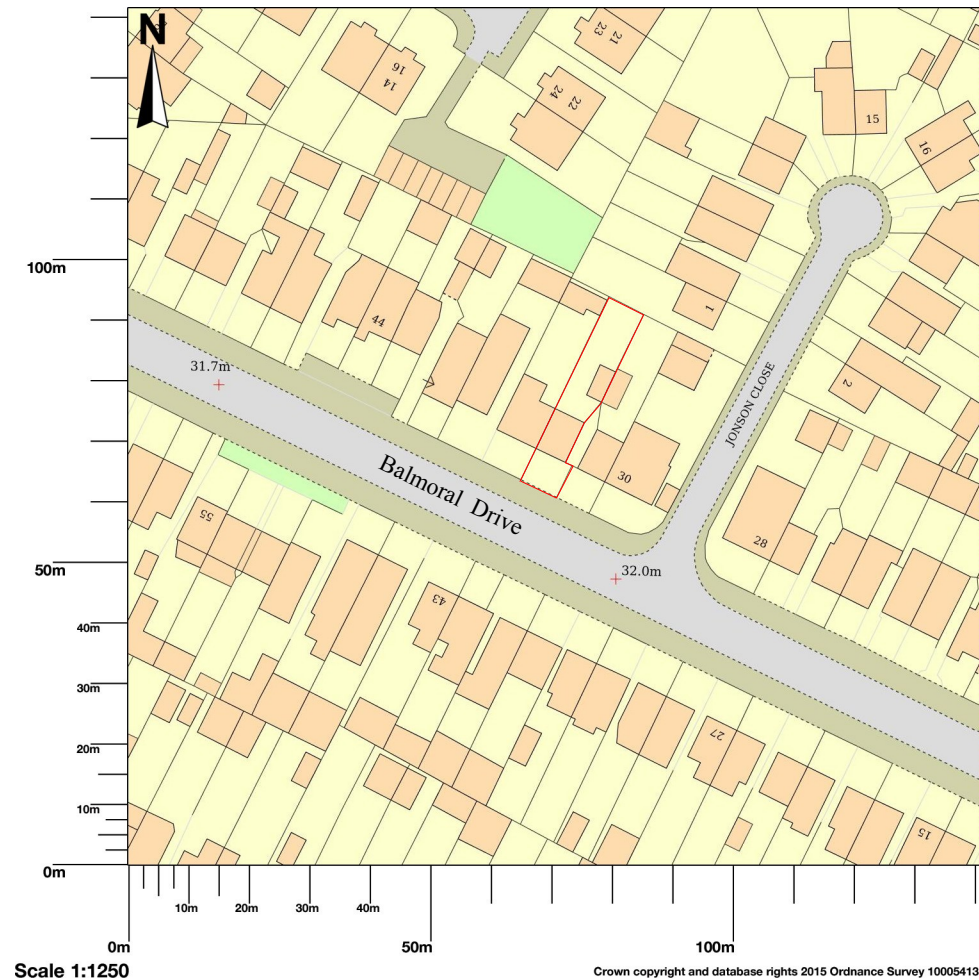 N
23
21
16
14
24
22
15
16
100m
1
44
31.7m
2
JONSON CLOSE
Balmoral Drive
30
55
28
50m
32.0m
43
40m
30m
27
20m
10m
15
0m
10m 20m 30m 40m
0m 50m 100m
Scale 1:1250
Crown copyright and database rights 2015 Ordnance Survey 10005413